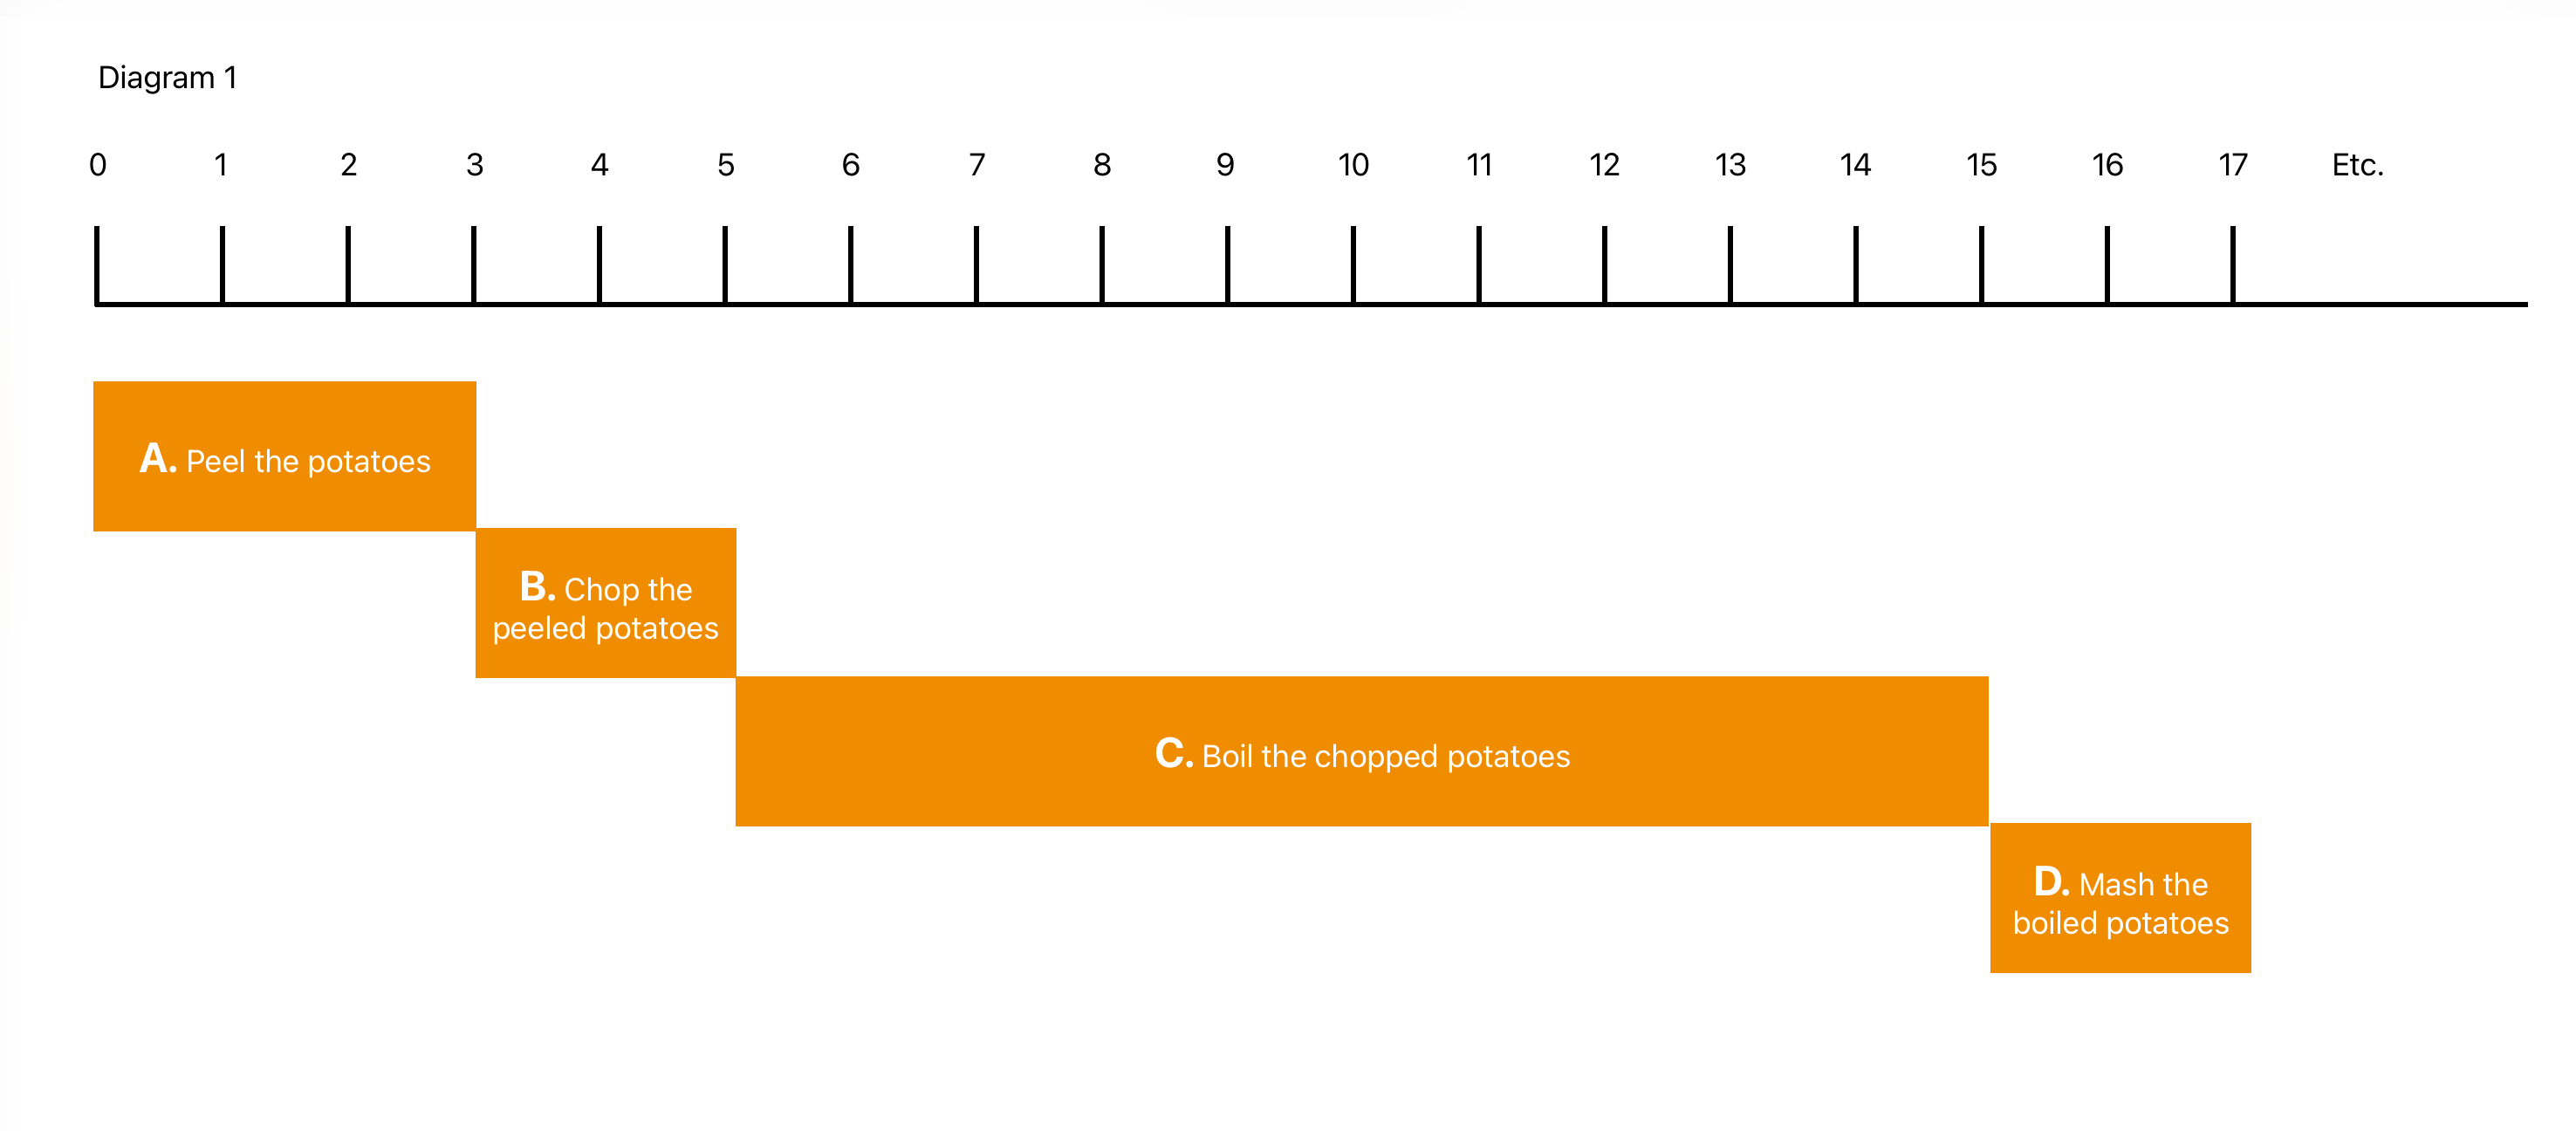 Diagram 1
0 1 2 3 4 5 6 7 8 9 10 11 12 13 14 15 16 17 Etc.
A. Peel the potatoes
B. Chop the
peeled potatoes
C. Boil the chopped potatoes
D. Mash the
boiled potatoes